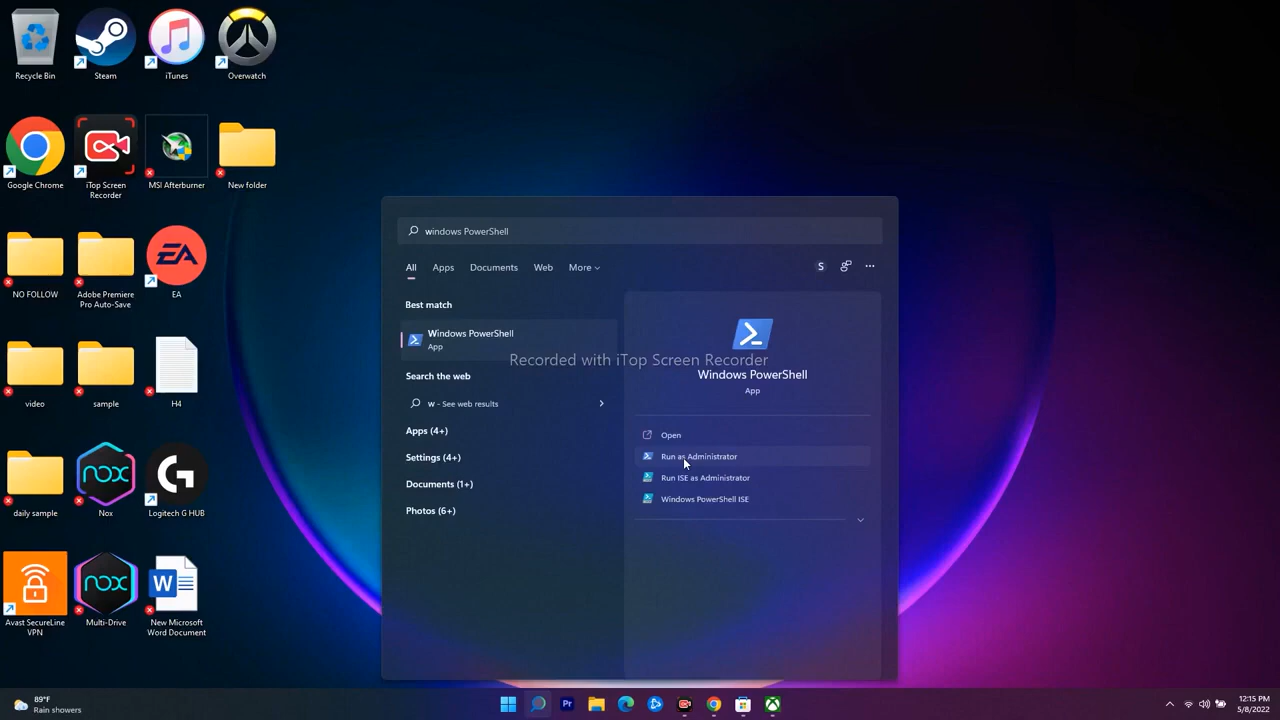 Recycle Bin
Steam
iTunes
Overwatch
Google Chrome
iTop Screen
Recorder
MSI Afterburner
New folder
NO FOLLOW
Adobe Premiere
Pro Auto-Save
EA
EA
video
sample
H4
daily sample
nox
Nox
Logitech G HUB
Avast SecureLine
VPN
nox
Multi-Drive
W
New Microsoft
Word Document
windows PowerShell
All
Apps
Documents
Web
More
S
Best match
Windows PowerShell
App
Search the web
w - See web results
Apps (4+)
Settings (4+)
Documents (1+)
Photos (6+)
Recorded with iTop Screen Recorder
Windows PowerShell
App
Open
Run as Administrator
Run ISE as Administrator
Windows PowerShell ISE
89°F
Rain showers
Pr
12:15 PM
5/8/2022